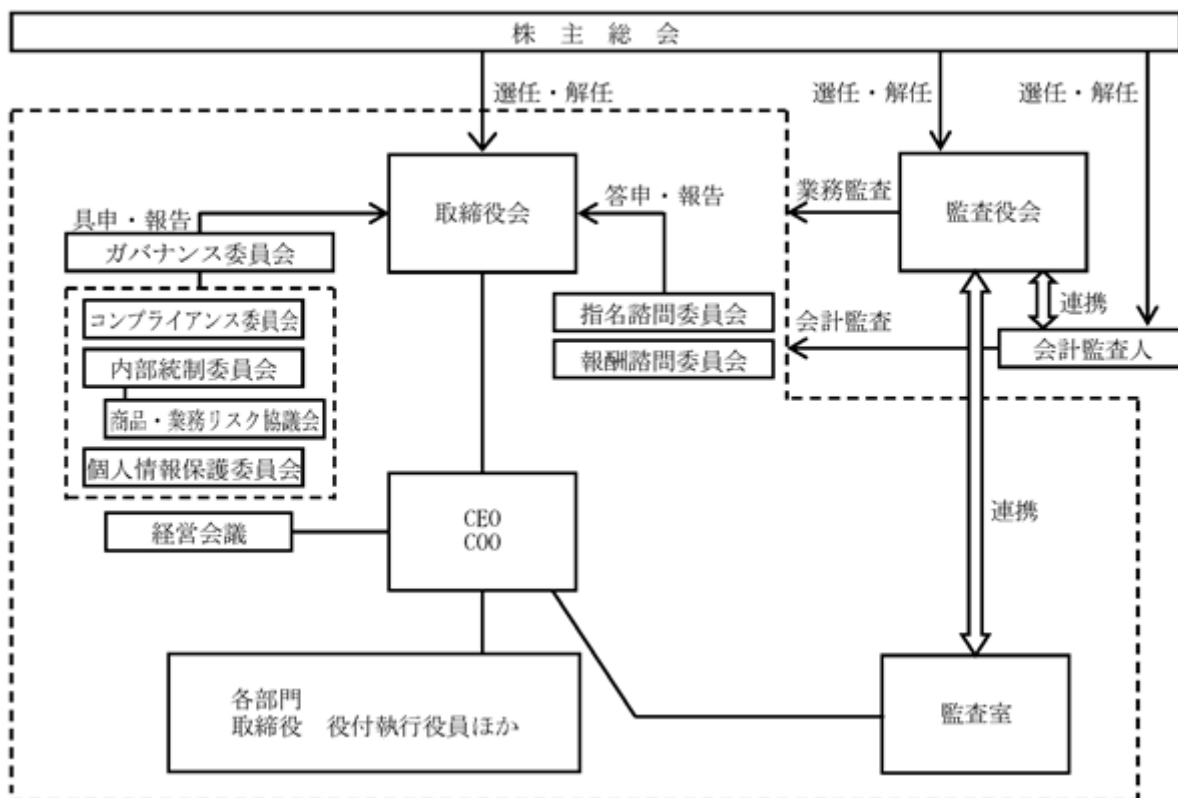 株主総会
選任・解任
選任・解任
選任・解任
取締役会
監査役会
業務監査
答申・報告
具申・報告
ガバナンス委員会
コンプライアンス委員会
内部統制委員会
商品・業務リスク協議会
個人情報保護委員会
指名諮問委員会
報酬諮問委員会
会計監査
連携
会計監査人
経営会議
CEO
COO
連携
各部門
取締役　役付執行役員ほか
監査室